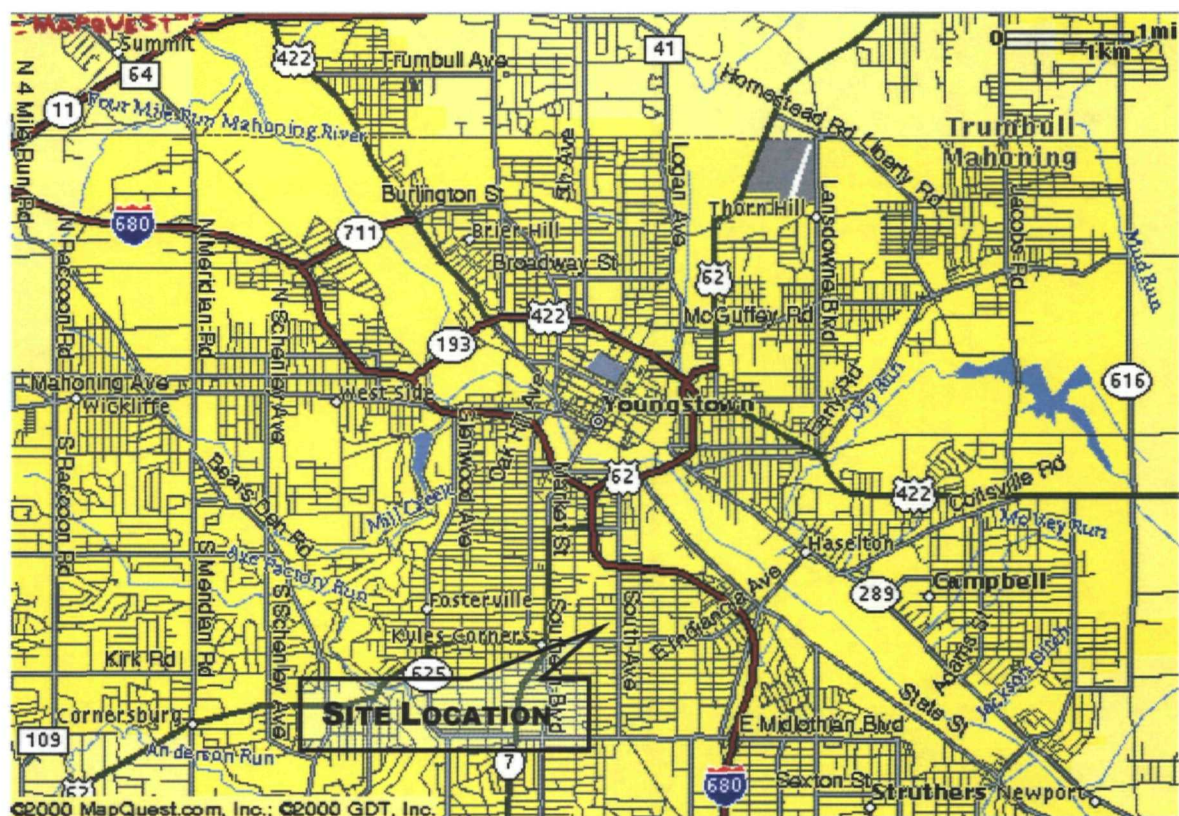 MAPQUEST
Summit
64
422
Trumbull Ave
41
0
1mi
1km
11
Four Mile Run
Mahoning River
N 4 Mile Run Rd
5th Ave
Logan Ave
Homestead Rd
Liberty Rd
Trumbull
Mahoning
Burlington St
680
711
Brier Hill
Broadway St
Thorn Hill
Lansdowne Blvd
Jacobs Rd
Mud Run
N Raccoon Rd
N Meridian Rd
N Schenley Ave
62
422
193
McGuffey Rd
Mahoning Ave
Wickliffe
West Side
Youngstown
Dry Run
616
S Raccoon Rd
Bears Den Rd
Mill Creek
Glenwood Ave
Oak Hill Ave
Market St
62
422
Coitsville Rd
Axe Factory Run
Haselton
S Meridian Rd
S Schenley Ave
Fosterville
Kyles Corners
Southern Blvd
South Ave
E Indianola Ave
289
Campbell
Kirk Rd
625
Adams St
Jackson Ditch
SITE LOCATION
State St
Cornersburg
109
Anderson Run
E Midlothian Blvd
7
680
Sexton St
Struthers
Newport
62
©2000 MapQuest.com, Inc.; ©2000 GDT, Inc.